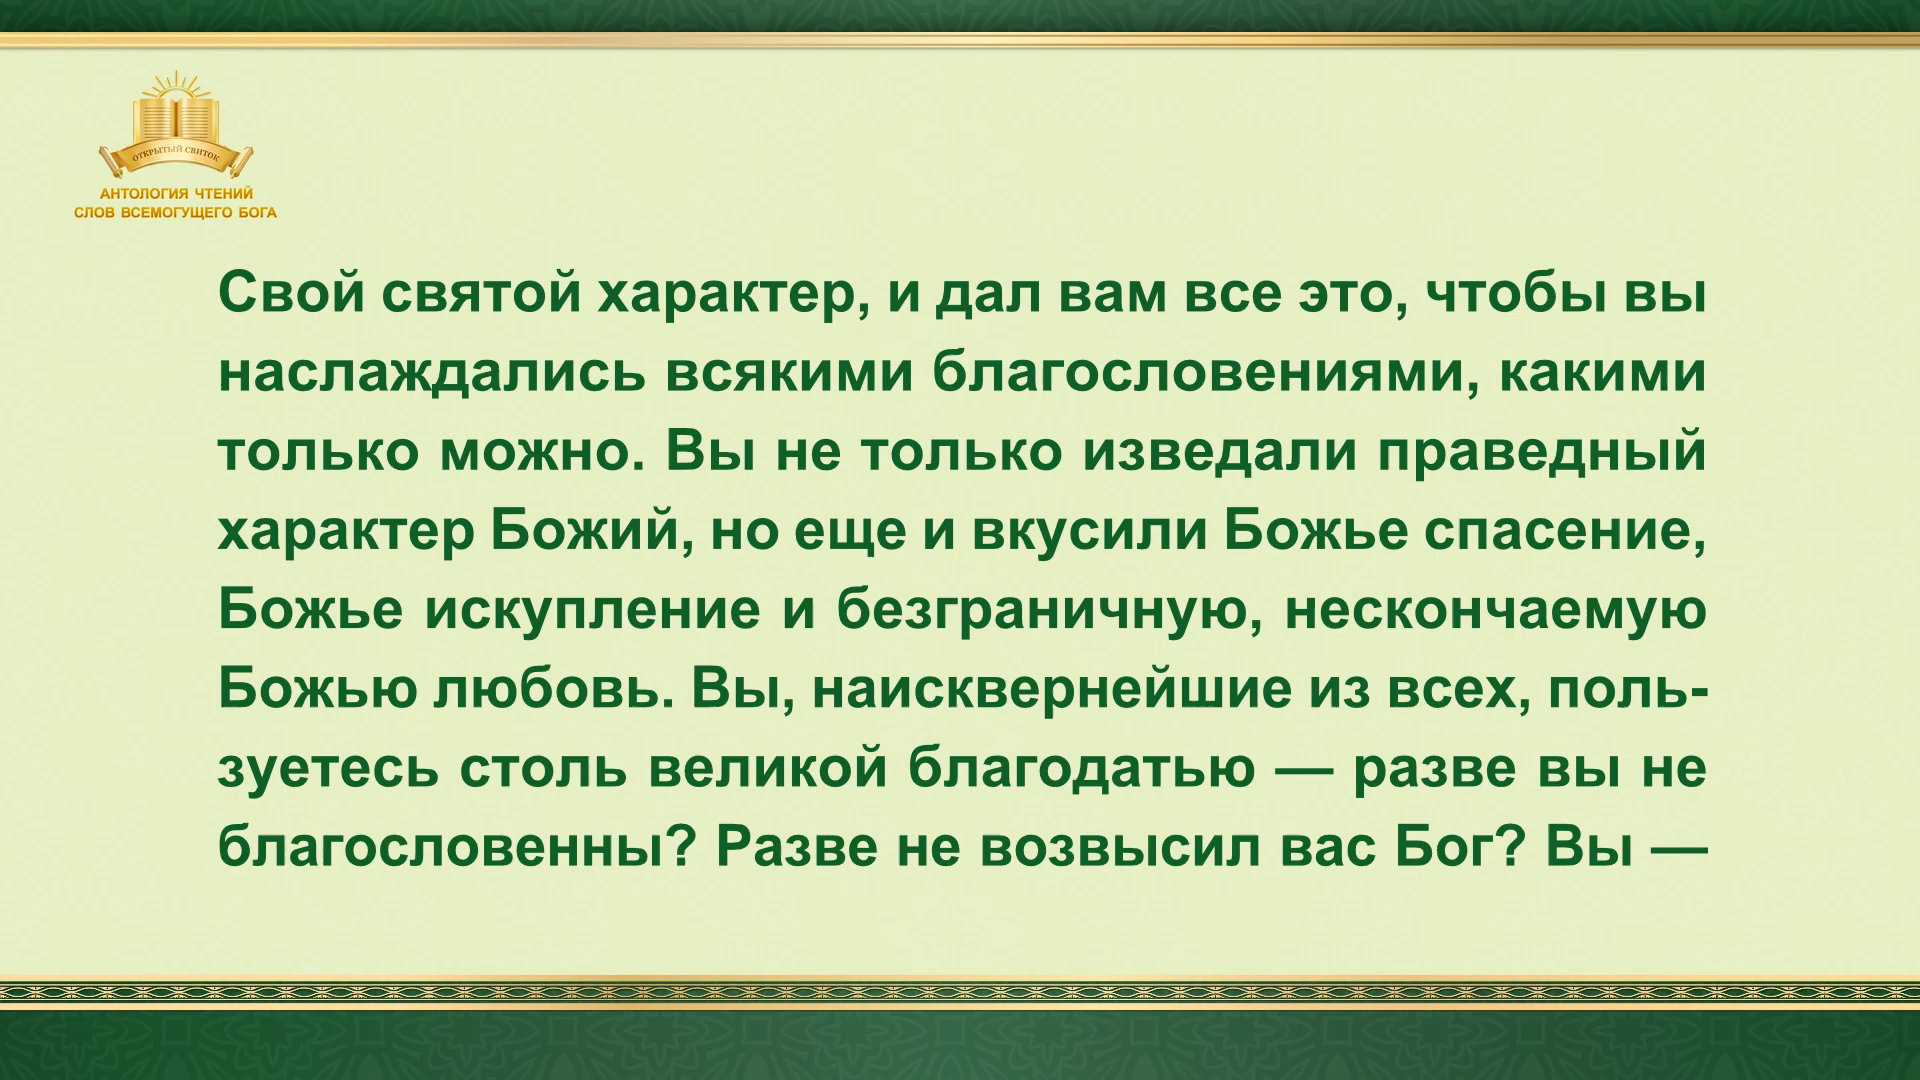 ОТКРЫТЫЙ СВИТОК
АНТОЛОГИЯ ЧТЕНИЙ
СЛОВ ВСЕМОГУЩЕГО БОГА
Свой святой характер, и дал вам все это, чтобы вы
наслаждались всякими благословениями, какими
только можно. Вы не только изведали праведный
характер Божий, но еще и вкусили Божье спасение,
Божье искупление и безграничную, нескончаемую
Божью любовь. Вы, наисквернейшие из всех, поль-
зуетесь столь великой благодатью — разве вы не
благословенны? Разве не возвысил вас Бог? Вы —